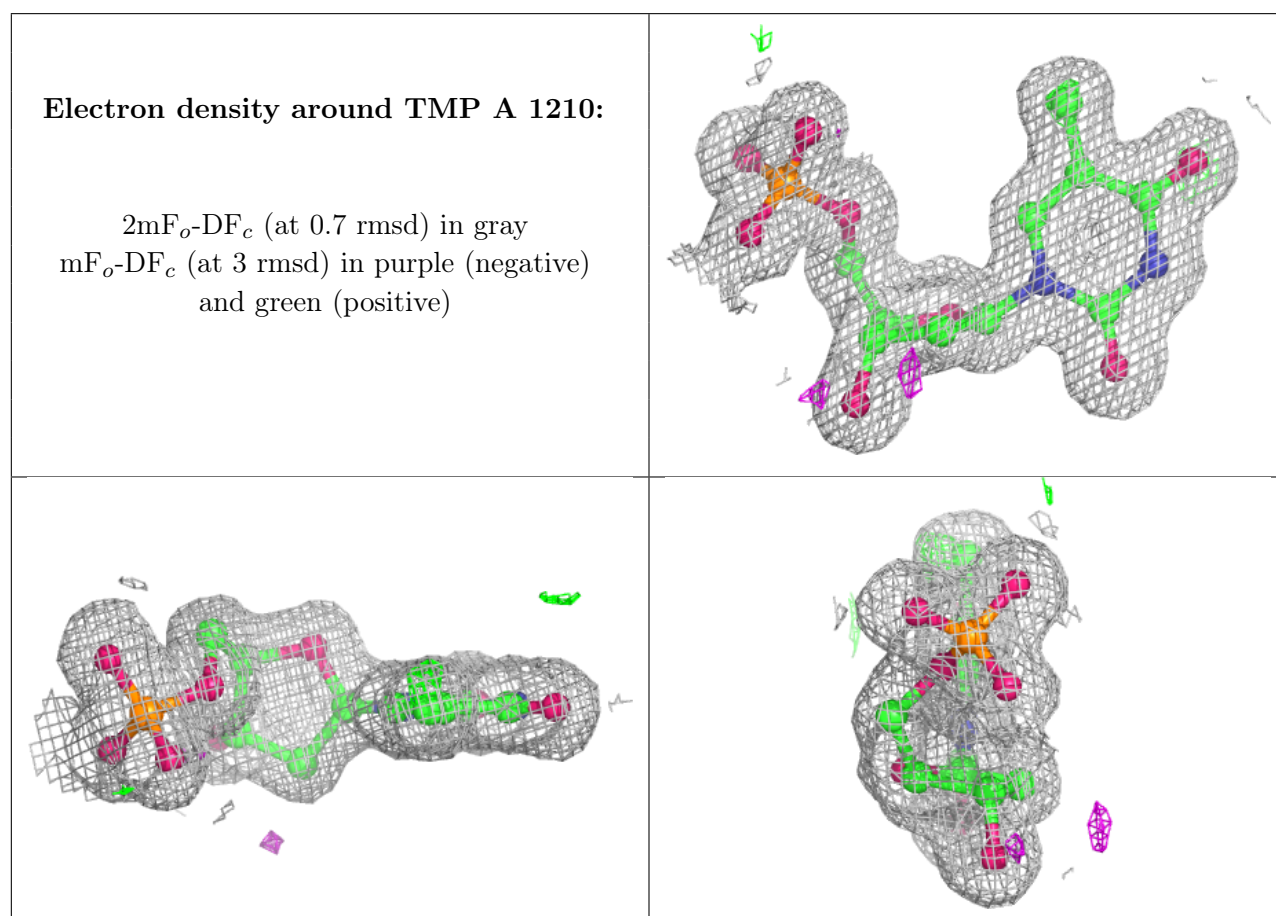 Electron density around TMP A 1210:
2mFo-DFc (at 0.7 rmsd) in gray
mFo-DFc (at 3 rmsd) in purple (negative)
and green (positive)